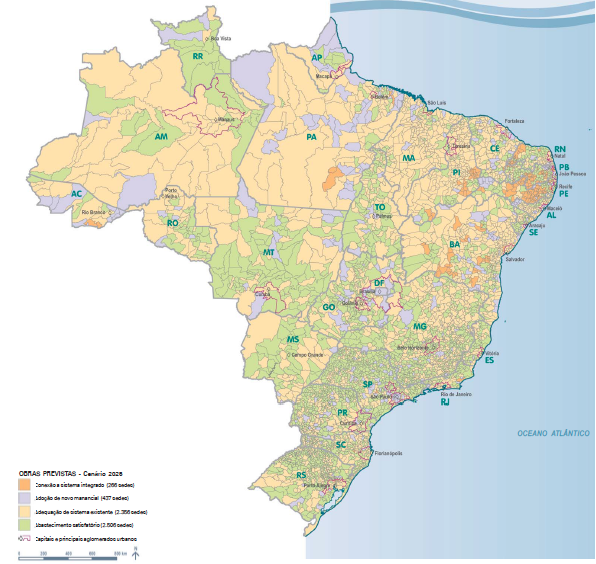 Boa Vista
RR
AP
Macapá
Belém
São Luís
Manaus
Fortaleza
AM
PA
MA
Teresina
CE
RN
Natal
PB
João Pessoa
PI
Recife
PE
AC
Porto
Velho
TO
Maceió
AL
Rio Branco
RO
Palmas
Aracaju
SE
MT
BA
Salvador
DF
Brasília
Cuiabá
Goiânia
GO
MG
MS
Belo Horizonte
Vitória
ES
Campo Grande
SP
São Paulo
Rio de Janeiro
RJ
PR
Curitiba
OCEANO ATLÂNTICO
SC
Florianópolis
RS
Porto Alegre
OBRAS PREVISTAS - Cenário 2025
Conexão a sistema integrado (266 sedes)
Adoção de novo manancial (437 sedes)
Adequação de sistema existente (2.356 sedes)
Abastecimento satisfatório (2.506 sedes)
Capitais e principais aglomerados urbanos
N